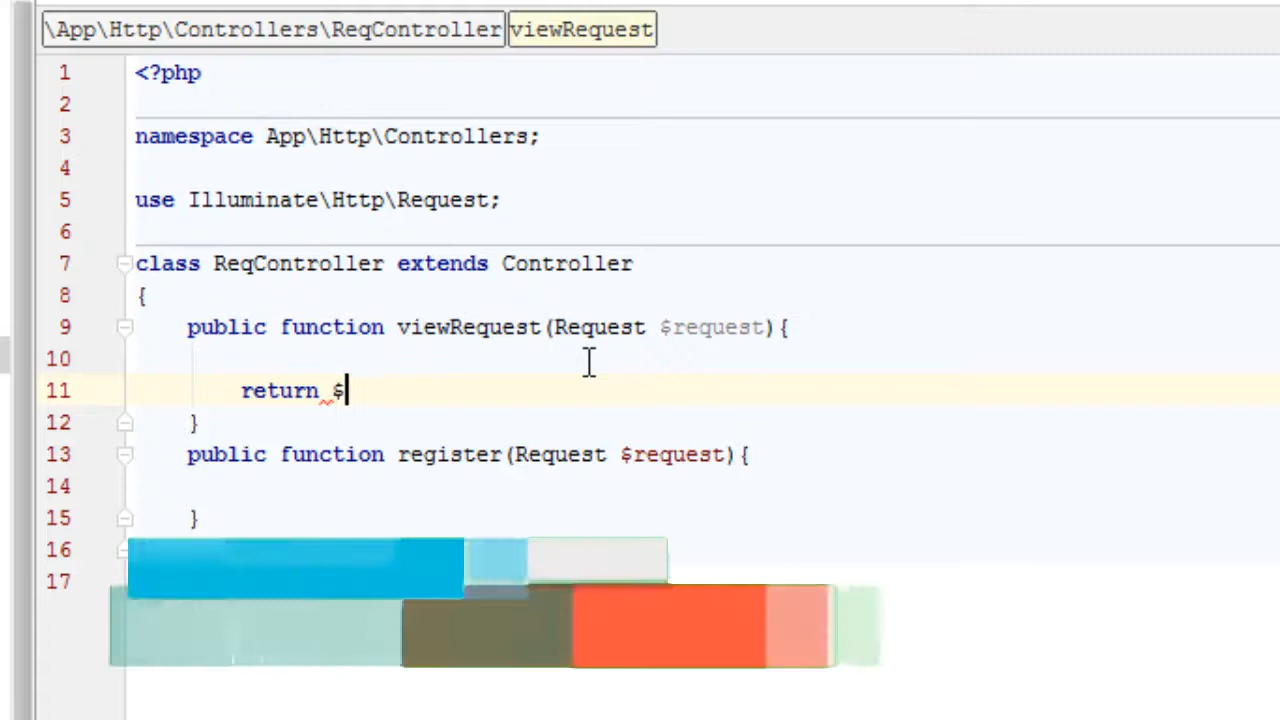 \App\Http\Controllers\ReqController viewRequest
1 <?php
2
3 namespace App\Http\Controllers;
4
5 use Illuminate\Http\Request;
6
7 class ReqController extends Controller
8 {
9 public function viewRequest(Request $request){
10
11 return $
12 }
13 public function register(Request $request){
14
15 }
16
17